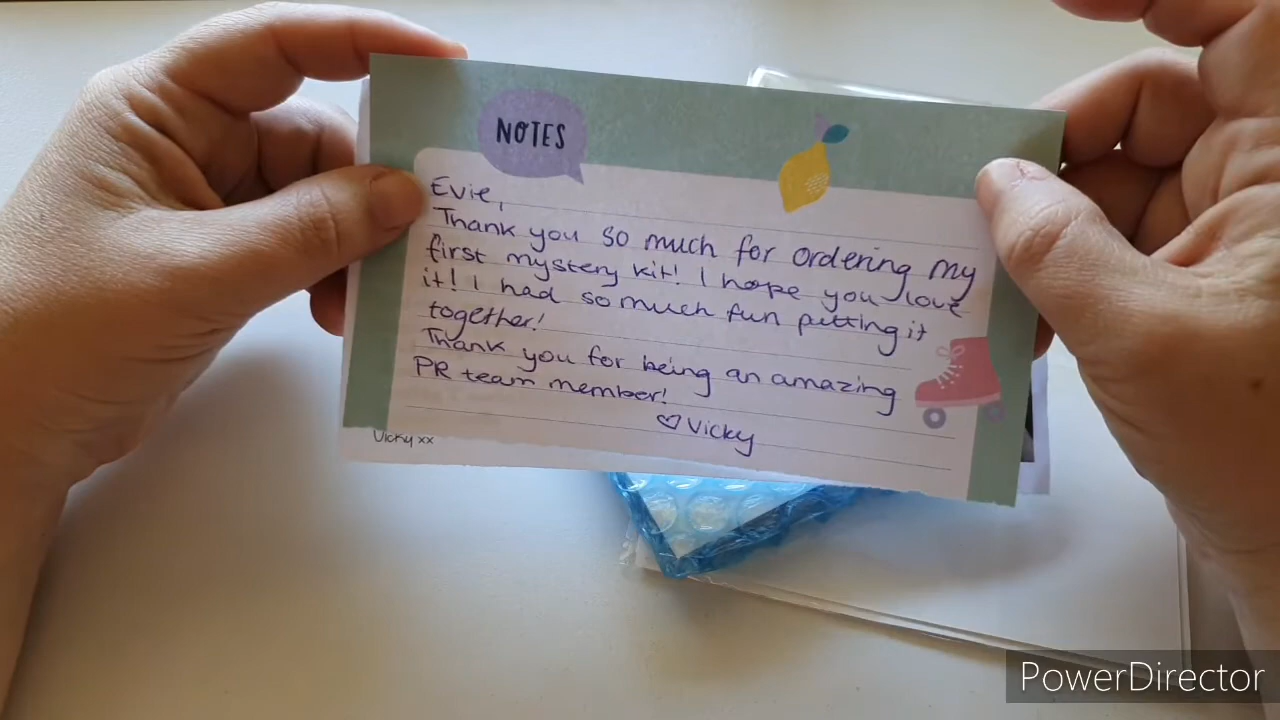 NOTES
Evie,
Thank you so much for ordering my
first mystery kit! I hope you love
it! I had so much fun putting it
together!
Thank you for being an amazing
PR team member!
♡ Vicky
Vicky xx
PowerDirector